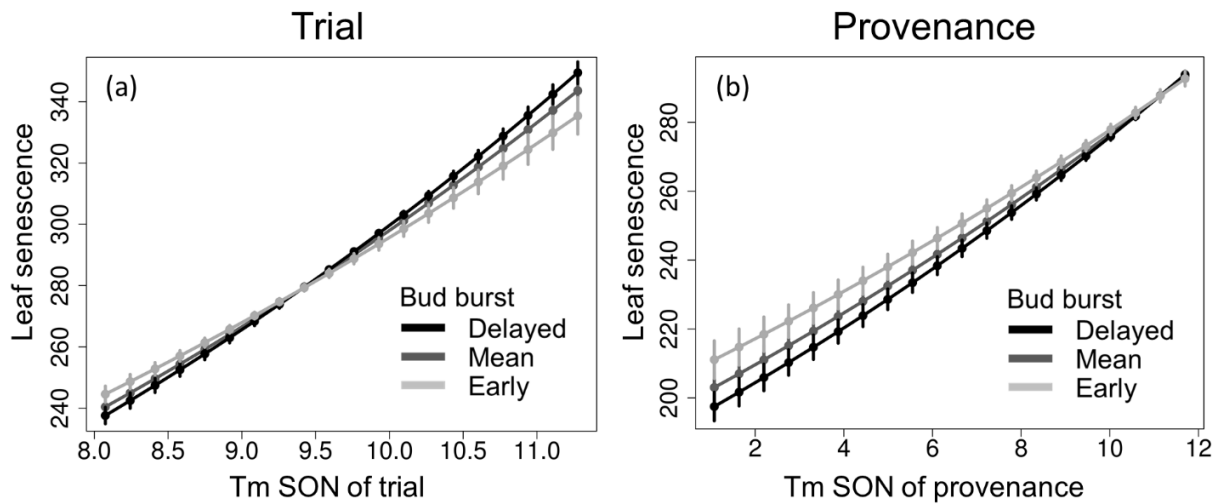 Trial
(a)
Leaf senescence
340
320
300
280
260
240
Bud burst
Delayed
Mean
Early
8.0 8.5 9.0 9.5 10.0 10.5 11.0
Tm SON of trial
Provenance
(b)
Leaf senescence
280
260
240
220
200
Bud burst
Delayed
Mean
Early
2 4 6 8 10 12
Tm SON of provenance